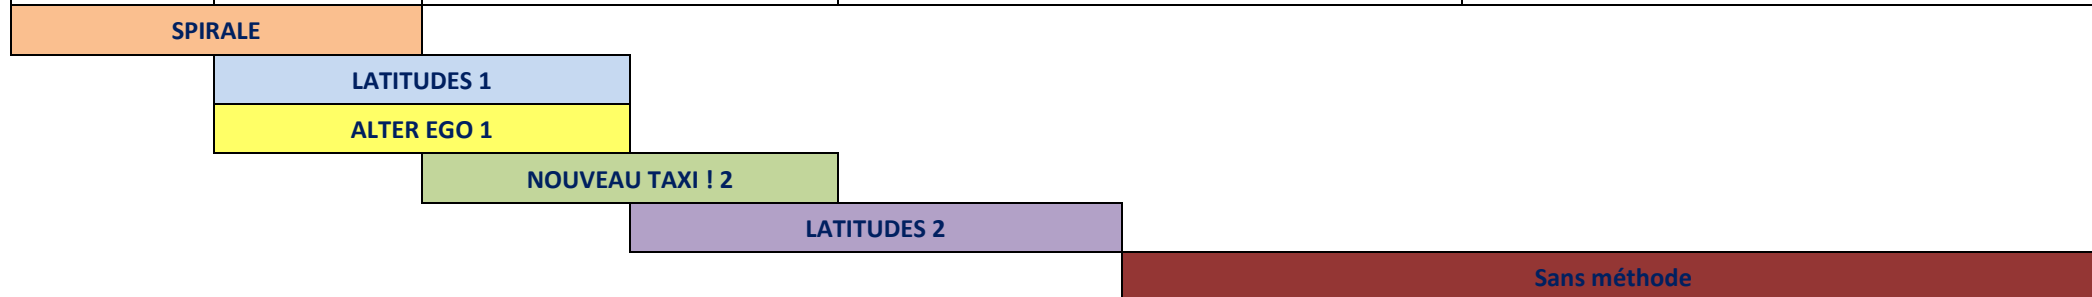 SPIRALE
LATITUDES 1
ALTER EGO 1
NOUVEAU TAXI ! 2
LATITUDES 2
Sans méthode